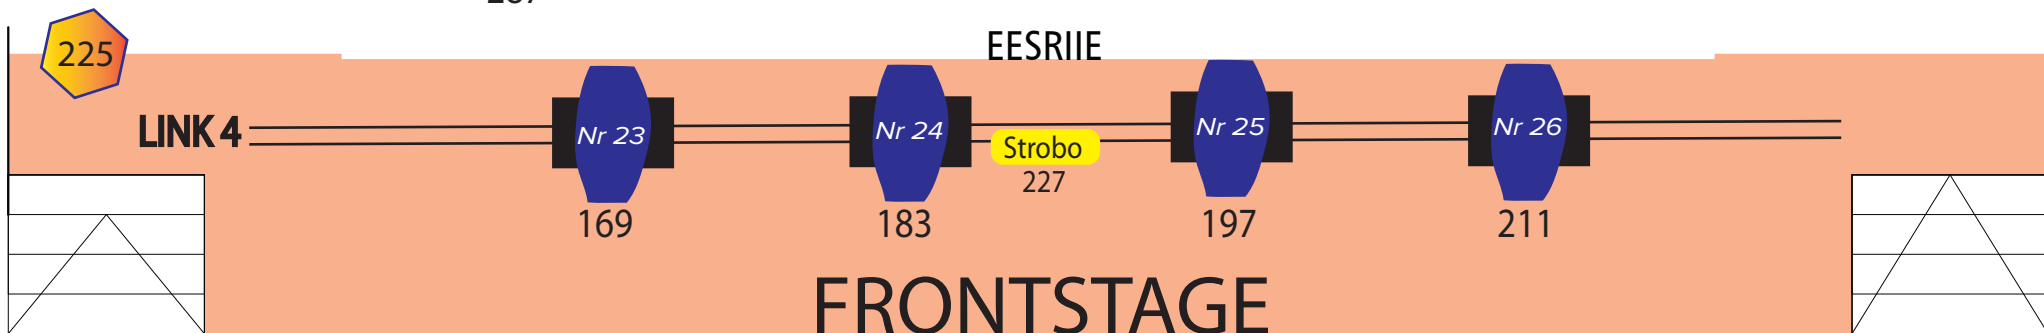 225
EESRIIE
LINK 4
Nr 23
Nr 24
Nr 25
Nr 26
Strobo
227
169
183
197
211
FRONTSTAGE